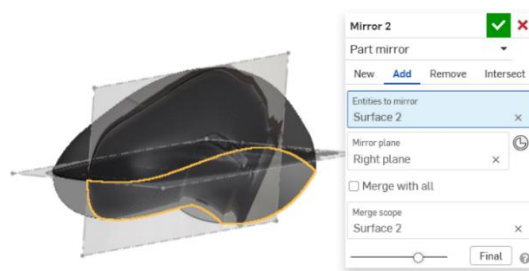 Mirror 2
Part mirror
New Add Remove Intersect
Entities to mirror
Surface 2
Mirror plane
Right plane
Merge with all
Merge scope
Surface 2
Final